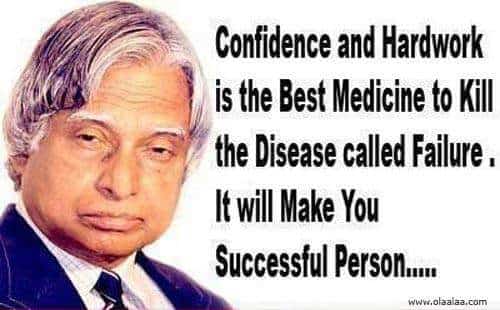 Confidence and Hardwork
is the Best Medicine to Kill
the Disease called Failure .
It will Make You
Successful Person.....
www.olaalaa.com